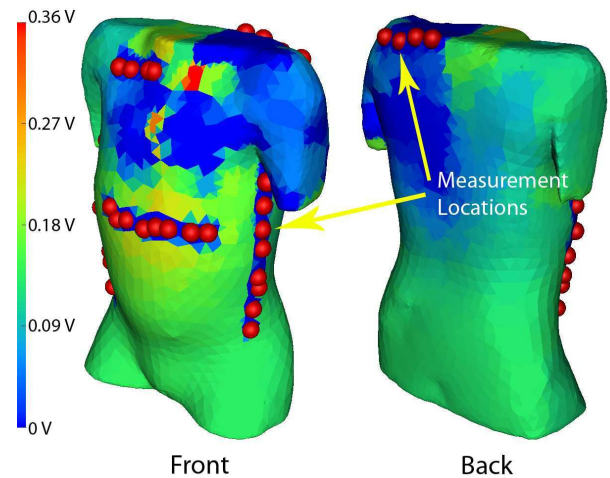 0.36 V
0.27 V
0.18 V
0.09 V
0 V
Measurement
Locations
Front
Back